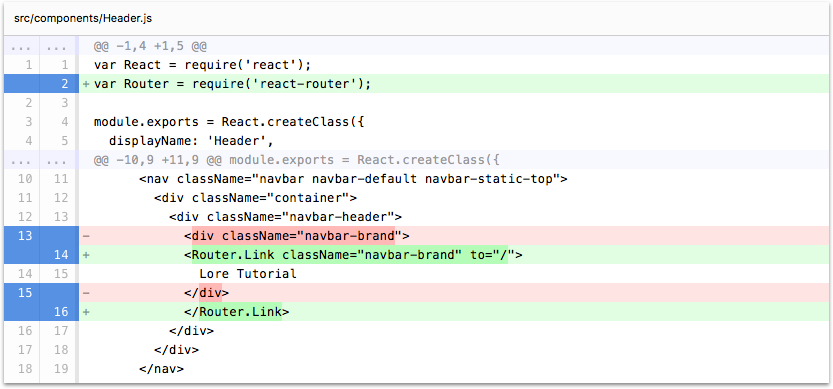 src/components/Header.js
... ... @@ -1,4 +1,5 @@
1 1 var React = require('react');
2 + var Router = require('react-router');
2 3
3 4 module.exports = React.createClass({
4 5 displayName: 'Header',
... ... @@ -10,9 +11,9 @@ module.exports = React.createClass({
10 11 <nav className="navbar navbar-default navbar-static-top">
11 12 <div className="container">
12 13 <div className="navbar-header">
13 - <div className="navbar-brand">
14 + <Router.Link className="navbar-brand" to="/">
14 15 Lore Tutorial
15 - </div>
16 + </Router.Link>
16 17 </div>
17 18 </div>
18 19 </nav>